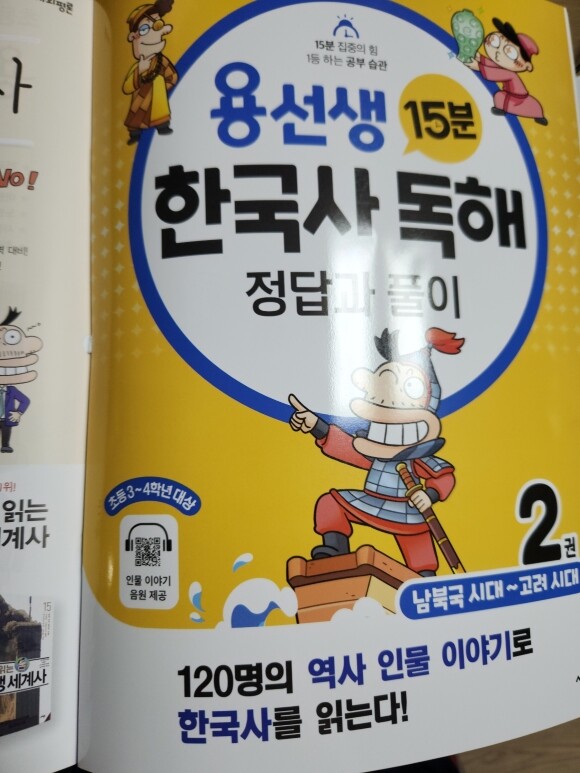 사
No!
15분 집중의 힘
1등 하는 공부 습관
용선생 15분
한국사 독해
정답과 풀이
초등 3~4학년 대상
인물 이야기
음원 제공
2권
남북국 시대 ~ 고려 시대
120명의 역사 인물 이야기로
한국사를 읽는다!
읽는
세계사
15